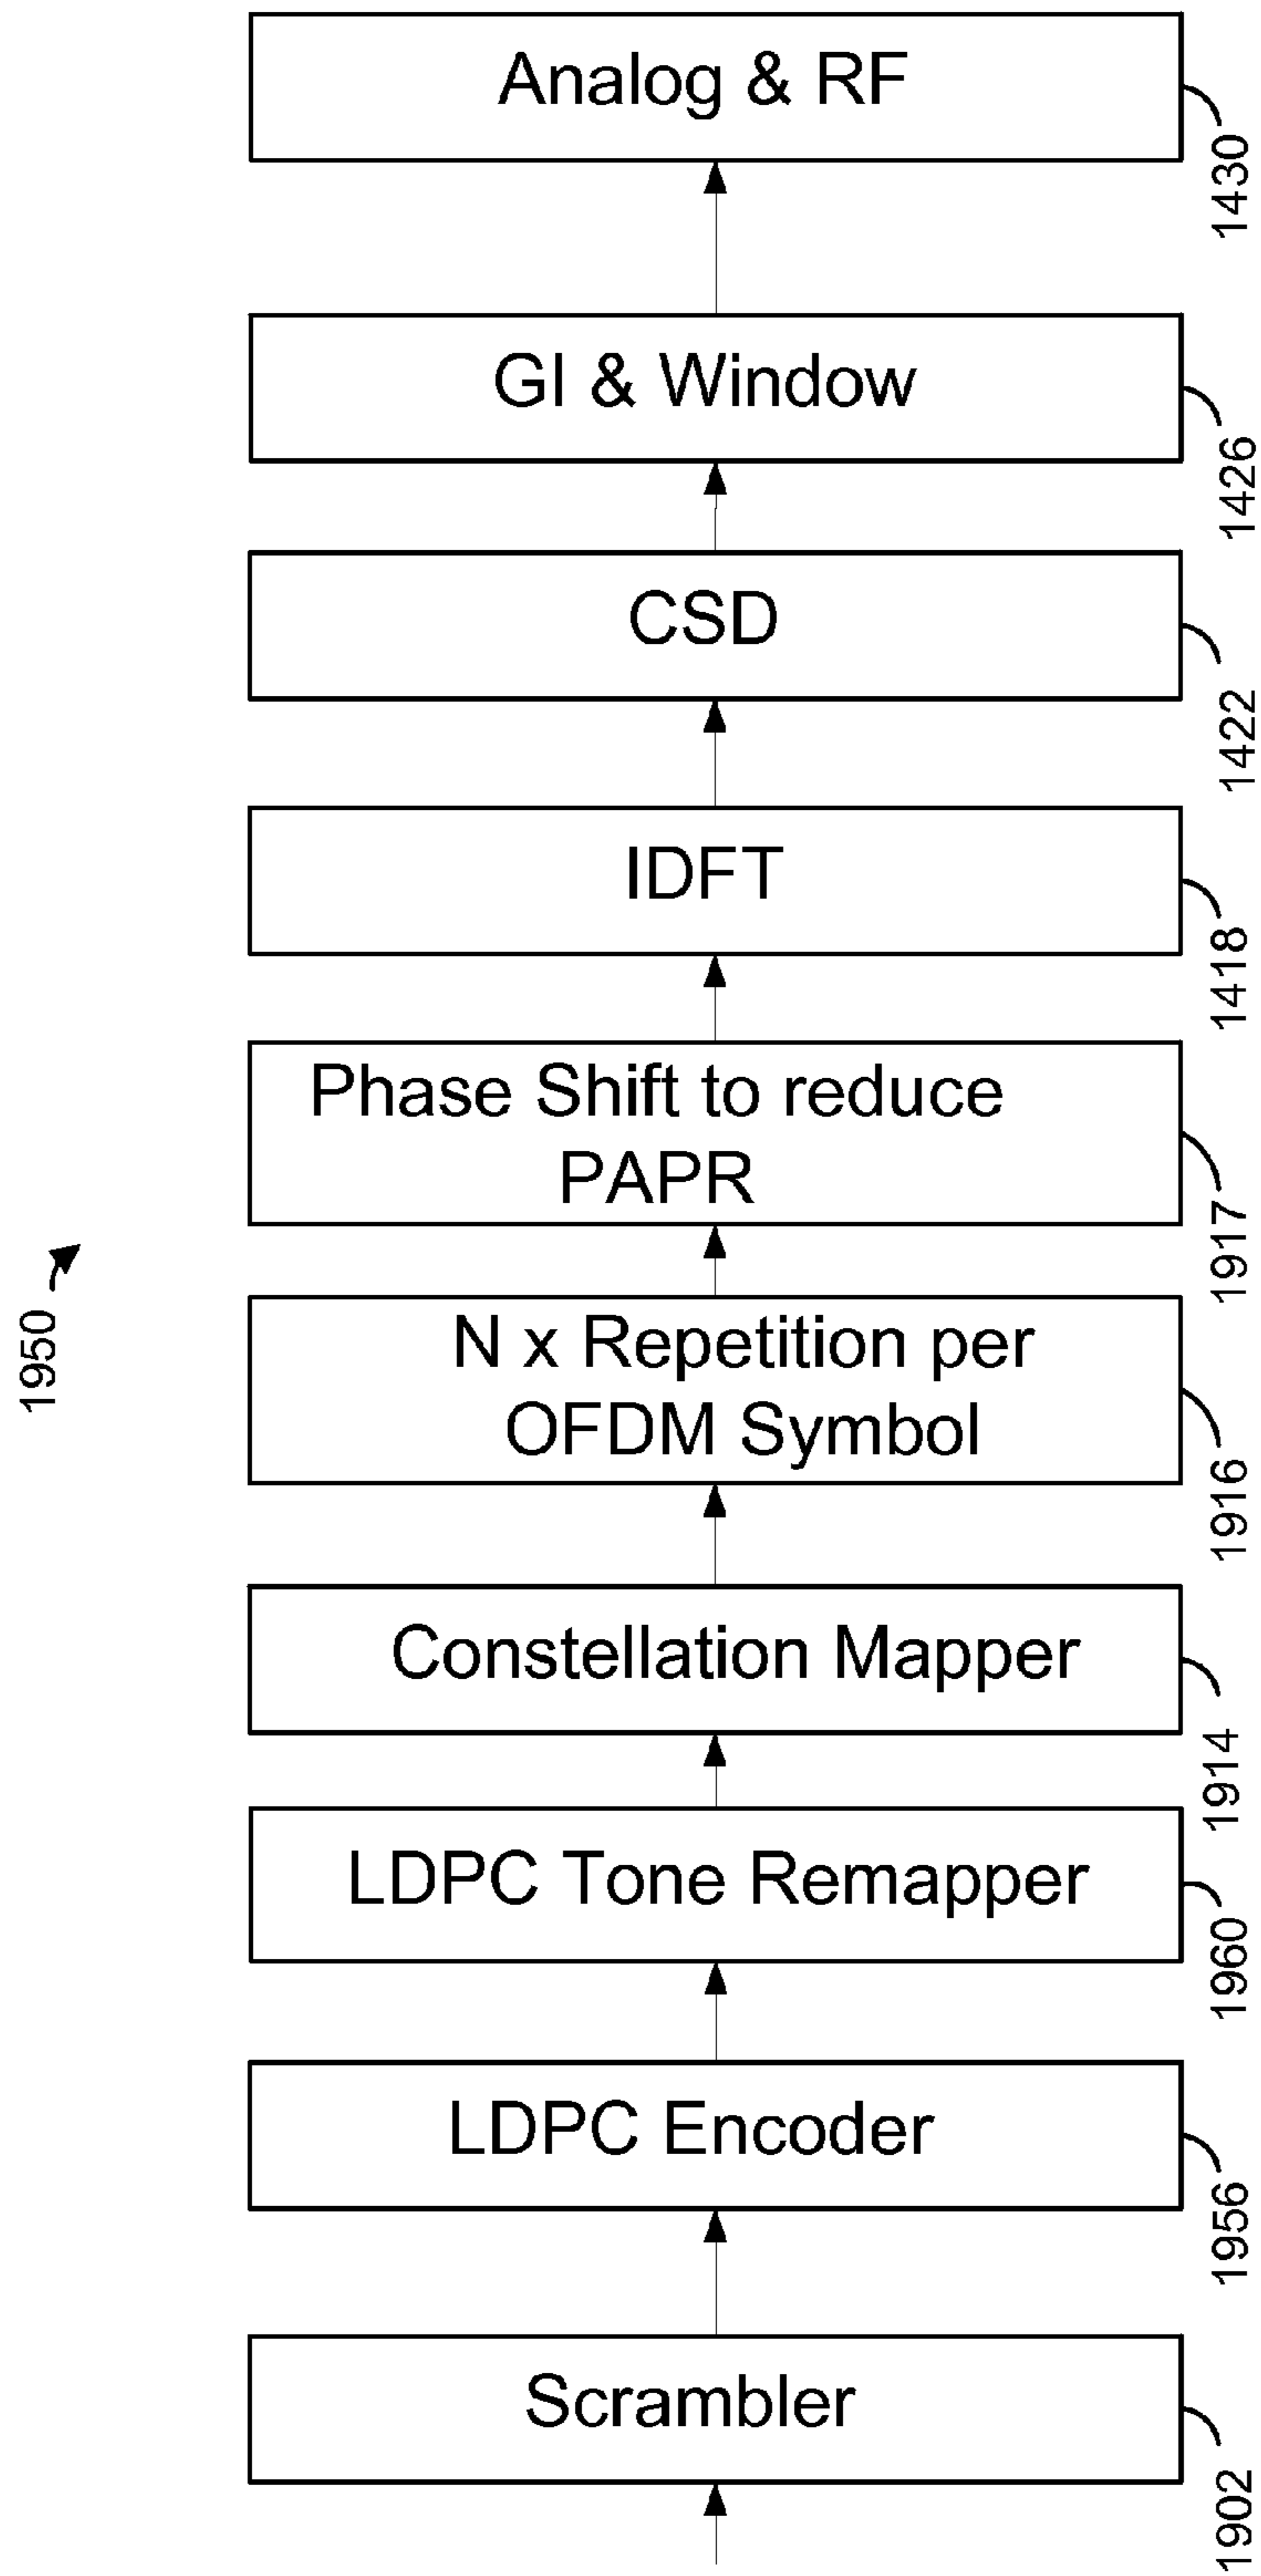 Analog & RF
1430
GI & Window
1426
CSD
1422
IDFT
1418
Phase Shift to reduce
PAPR
1917
1950
N x Repetition per
OFDM Symbol
1916
Constellation Mapper
1914
LDPC Tone Remapper
1960
LDPC Encoder
1956
Scrambler
1902